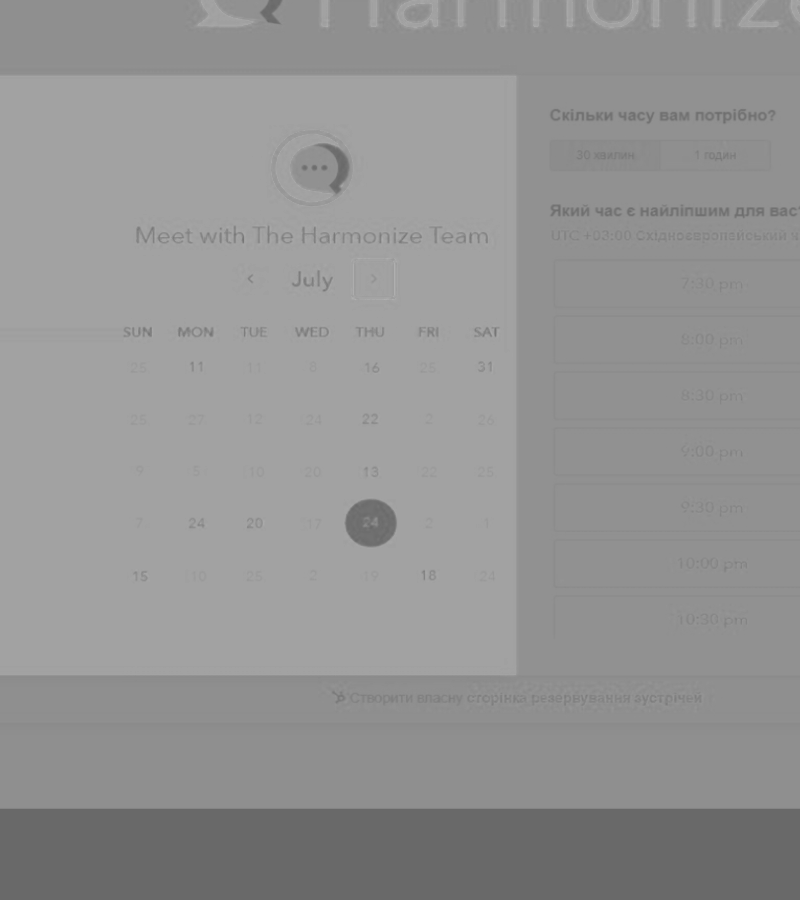 Harmonize
Meet with The Harmonize Team
July
SUN MON TUE WED THU FRI SAT
25 11 11 8 16 25 31
25 27 12 24 22 2 26
9 5 10 20 13 22 25
7 24 20 17 24 2 1
15 10 25 2 19 18 24
Скільки часу вам потрібно?
30 хвилин 1 годин
Який час є найліпшим для вас?
UTC +03:00 Східноєвропейський ч
7:30 pm
8:00 pm
8:30 pm
9:00 pm
9:30 pm
10:00 pm
10:30 pm
Створити власну сторінка резервування зустрічей